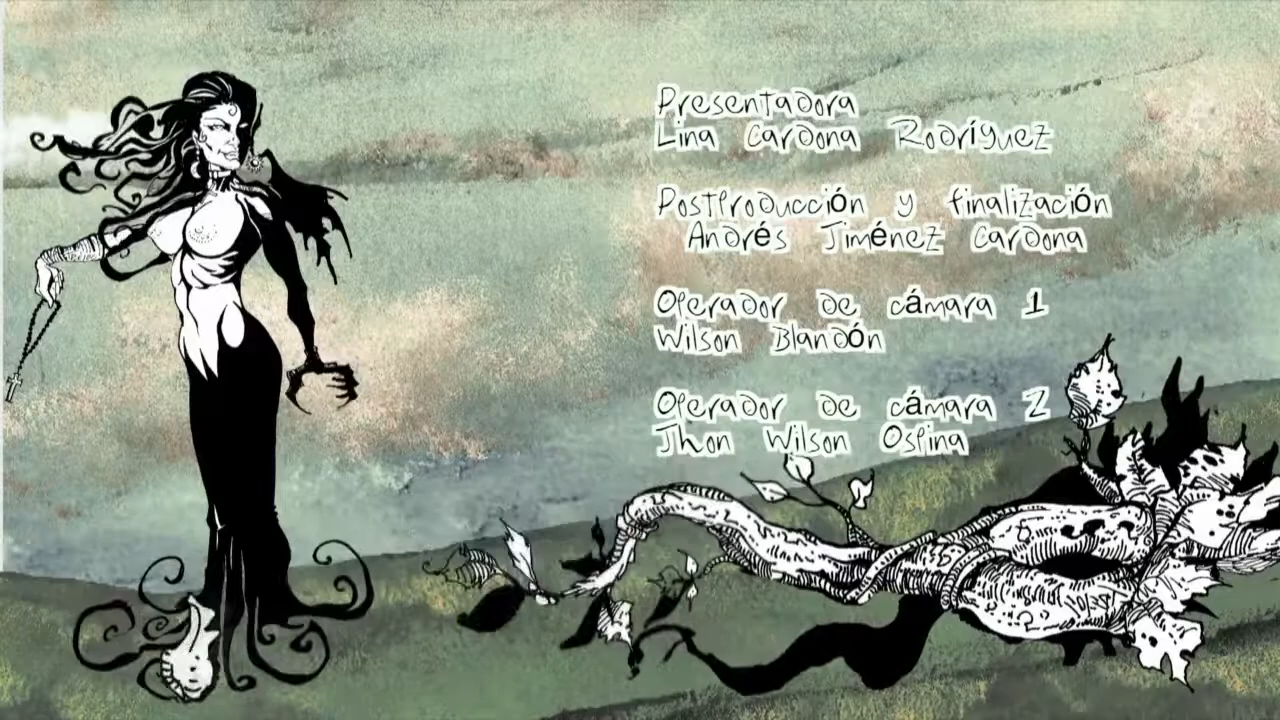 Presentadora
Lina Cardona Rodríguez
Postproducción y finalización
Andrés Jiménez Cardona
Operador de cámara 1
Wilson Blandón
Operador de cámara 2
Jhon Wilson Ospina